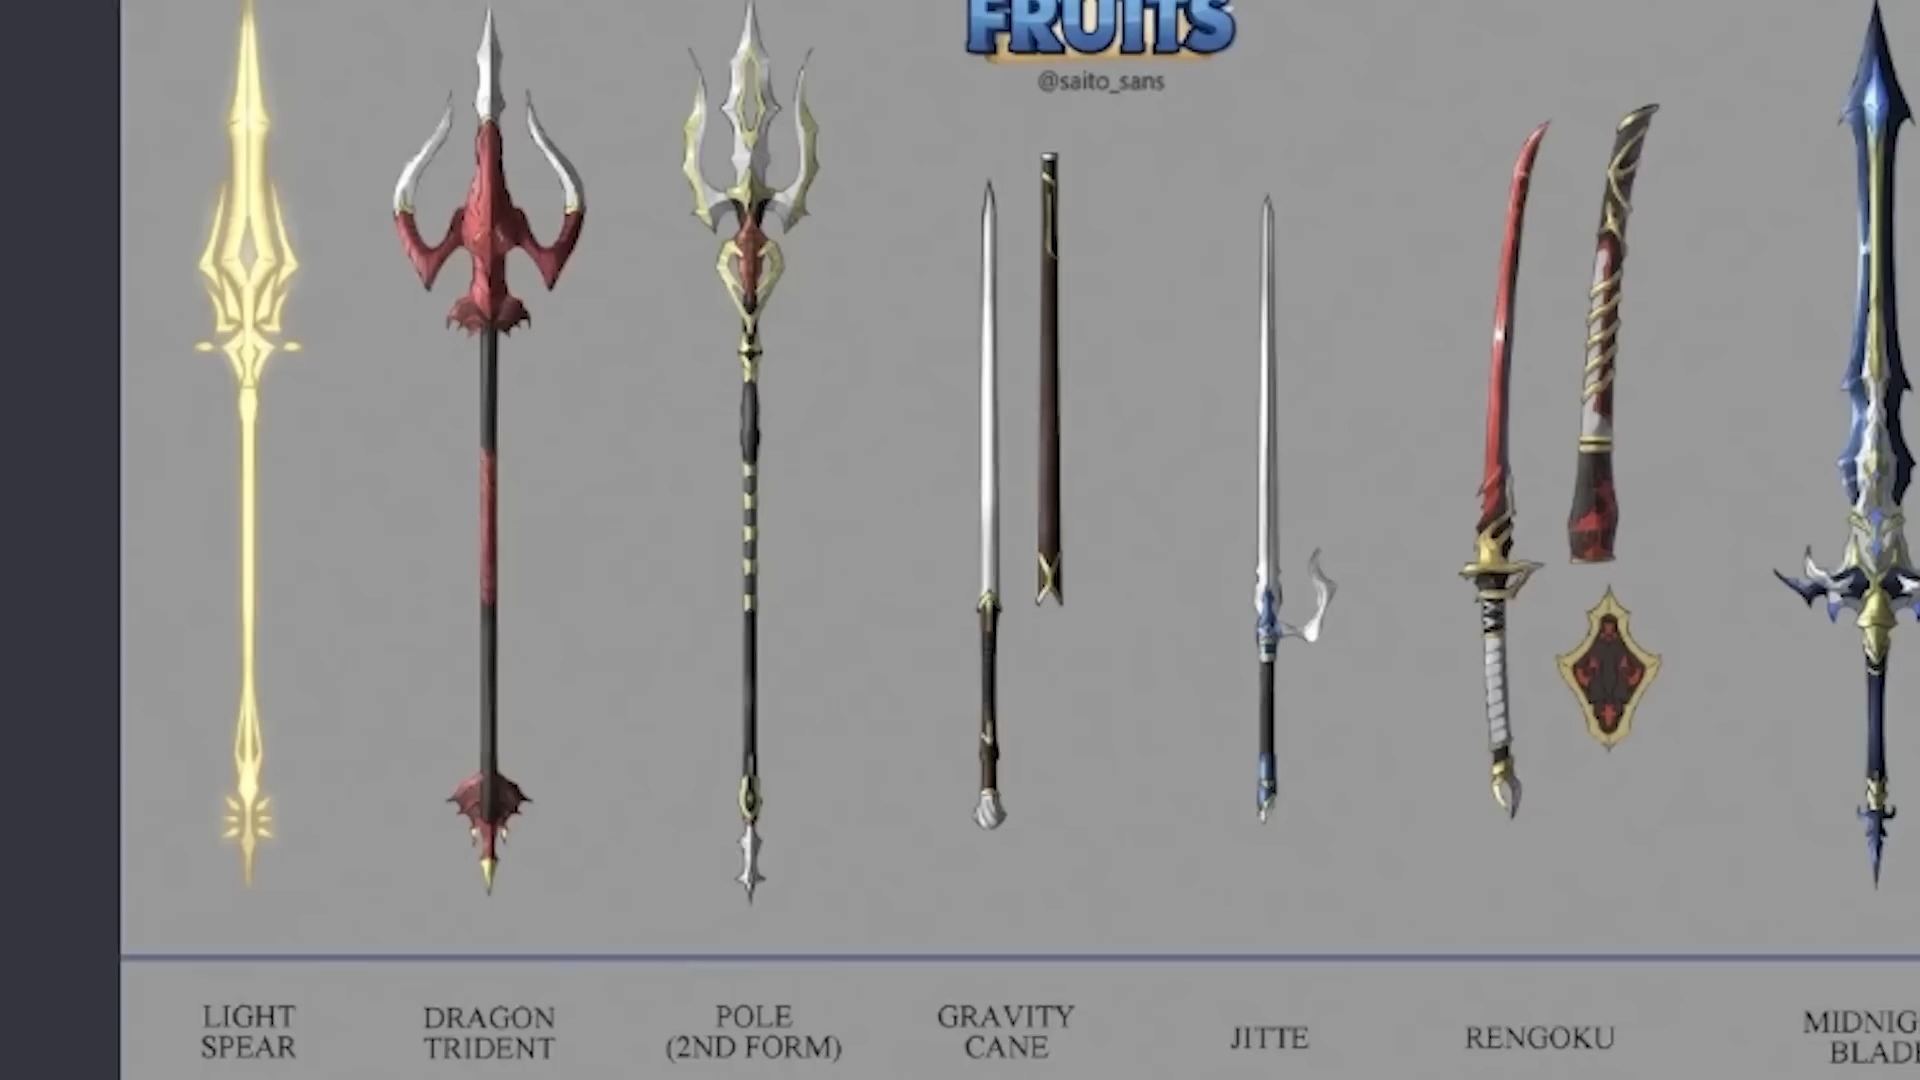 FRUITS
@saito_sans
LIGHT
SPEAR
DRAGON
TRIDENT
POLE
(2ND FORM)
GRAVITY
CANE
JITTE
RENGOKU